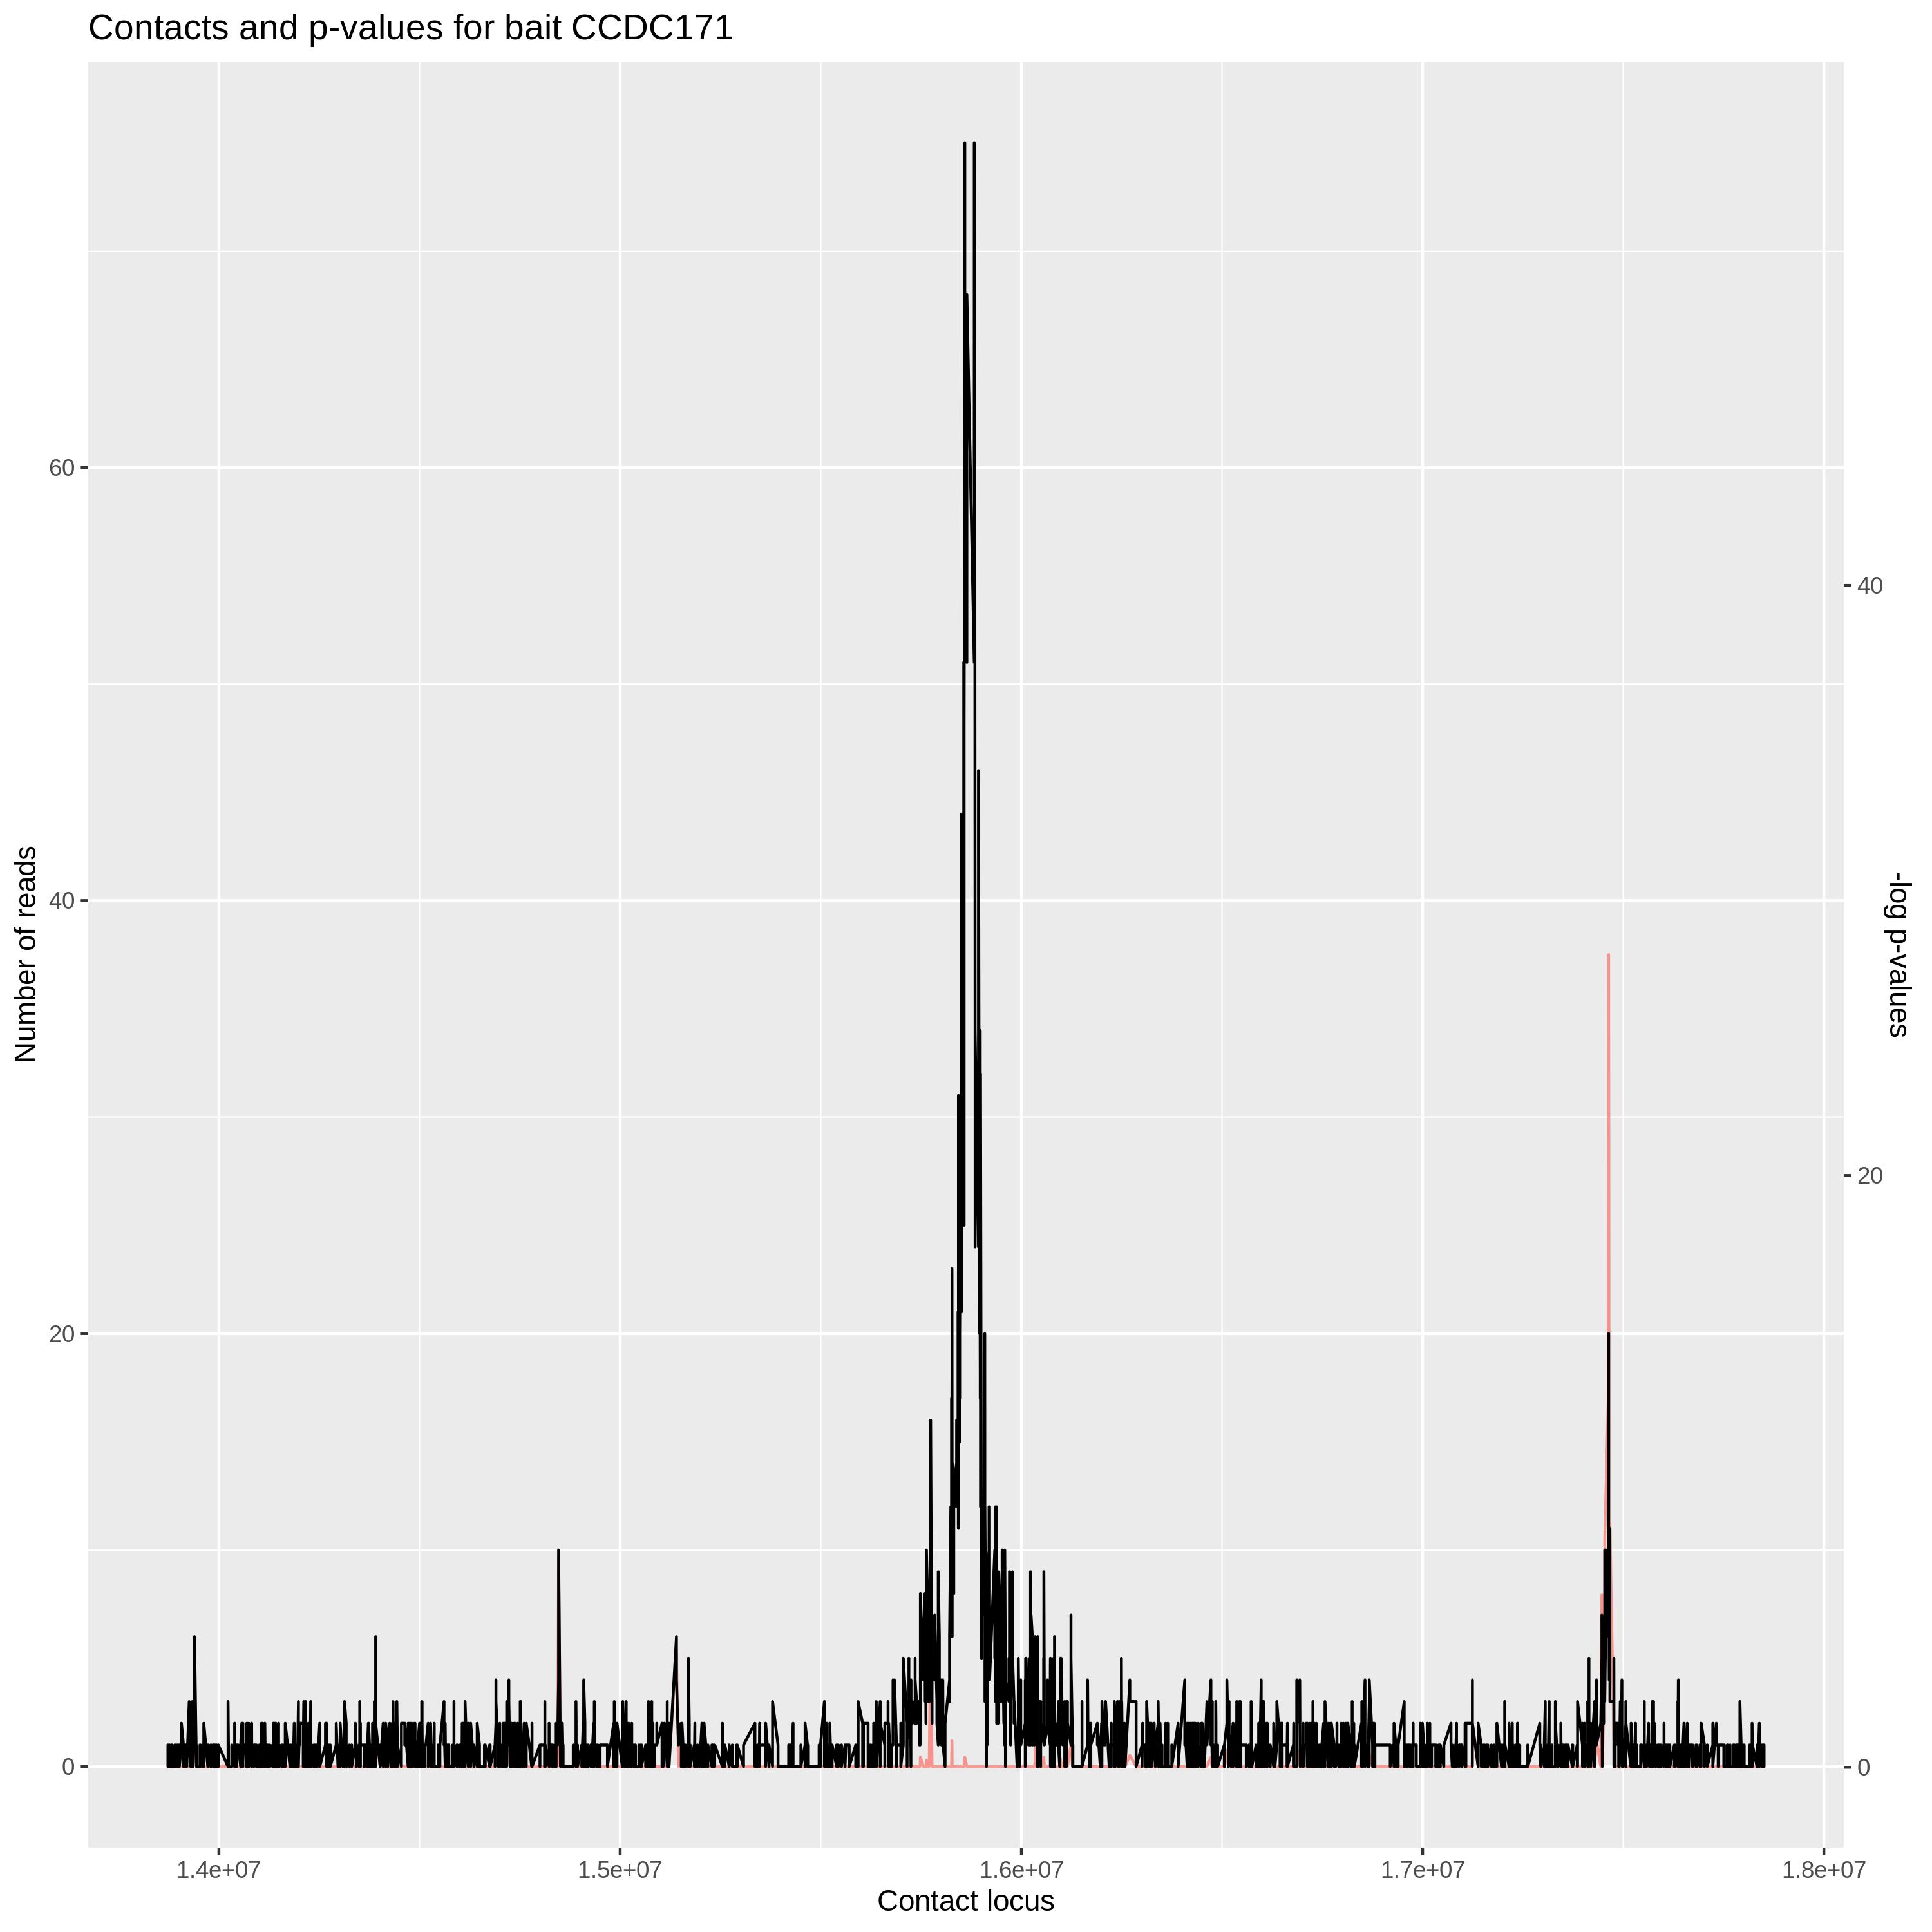 Contacts and p-values for bait CCDC171
60
40
20
0
Number of reads
40
20
0
-log p-values
1.4e+07 1.5e+07 1.6e+07 1.7e+07 1.8e+07
Contact locus